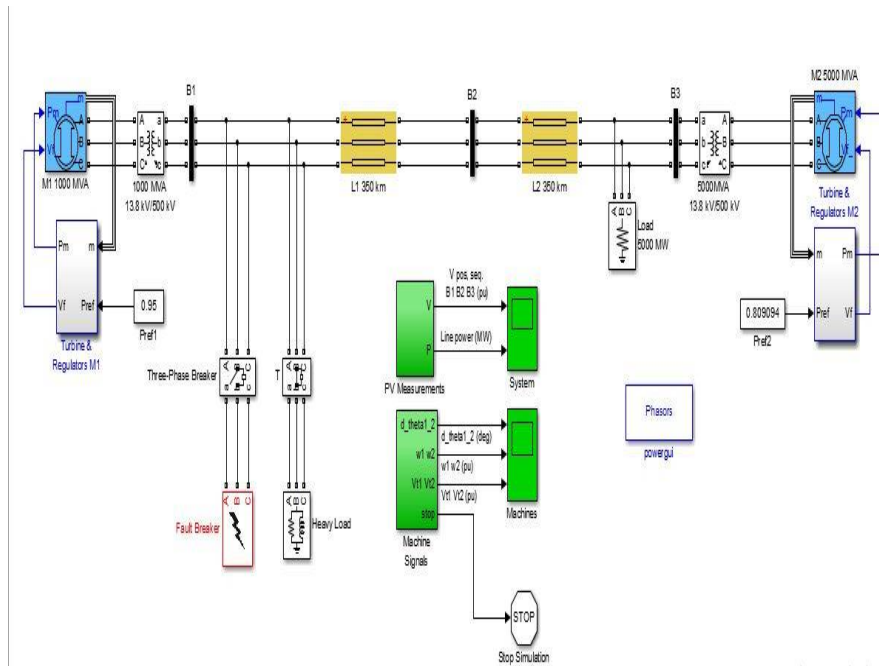 M2 5000 MVA
B1
B2
B3
m
Pm
Vf
A
B
C
A a
B b
C c
a A
b B
c C
m
Pm
Vf_
A
B
C
M1 1000 MVA
1000 MVA
13.8 kV/500 kV
L1 350 km
L2 350 km
5000MVA
13.8 kV/500 kV
Turbine &
Regulators M2
A B C
Load
5000 MW
Pm
m
Vf
Pref
0.95
Pref1
Turbine &
Regulators M1
m
Pm
Pref
Vf
0.809094
Pref2
V pos, seq.
B1 B2 B3 (pu)
V
Line power (MW)
P
PV Measurements
System
Three-Phase Breaker
A B C
a b c
T
A B C
a b c
Phasors
powergui
d_theta1_2
d_theta1_2 (deg)
w1 w2
w1 w2 (pu)
Vt1 Vt2
Vt1 Vt2 (pu)
stop
Machines
Machine
Signals
A B C
Fault Breaker
A B C
Heavy Load
STOP
Stop Simulation